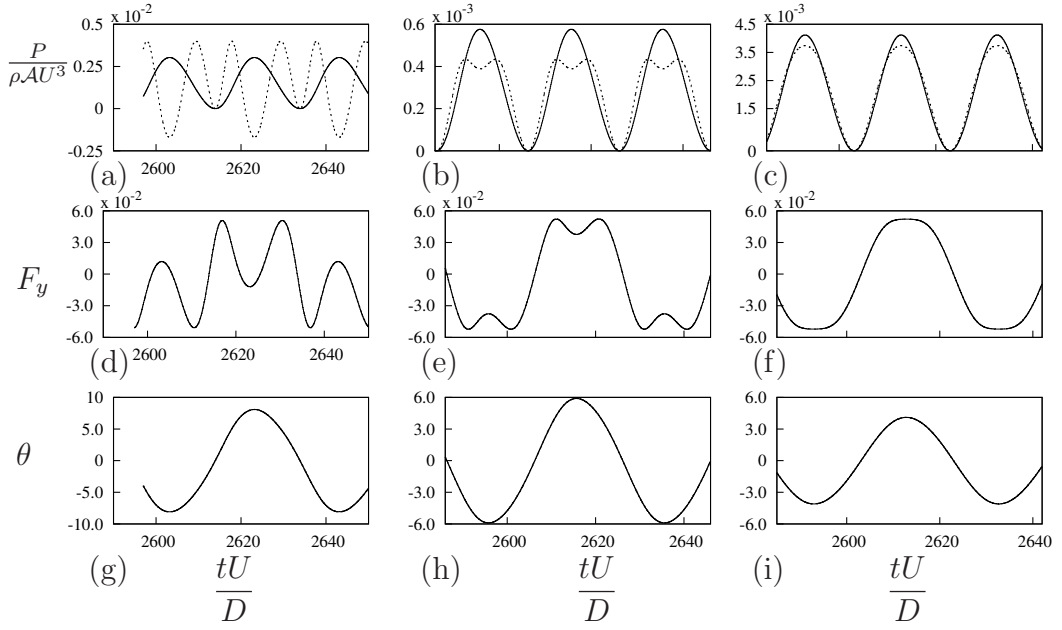 x 10-2 x 10-3 x 10-3
P/ρAU3
0.5 0.25 0 -0.25
0.6 0.4 0.2 0
4.5 3.5 1.5 0
(a) 2600 2620 2640 (b) (c)
x 10-2 x 10-2 x 10-2
Fy
6.0 3.0 0 -3.0 -6.0
6.0 3.0 0 -3.0 -6.0
6.0 3.0 0 -3.0 -6.0
(d) 2600 2620 2640 (e) (f)
θ
10 5.0 0 -5.0 -10.0
6.0 3.0 0 -3.0 -6.0
6.0 3.0 0 -3.0 -6.0
2600 2620 2640 2600 2620 2640 2600 2620 2640
(g) tU/D (h) tU/D (i) tU/D